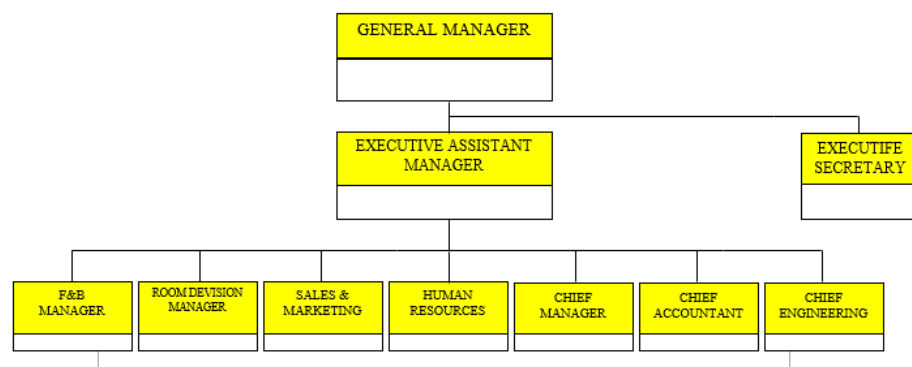 GENERAL MANAGER
EXECUTIVE ASSISTANT
MANAGER
EXECUTIFE
SECRETARY
F&B
MANAGER
ROOM DEVISION
MANAGER
SALES &
MARKETING
HUMAN
RESOURCES
CHIEF
MANAGER
CHIEF
ACCOUNTANT
CHIEF
ENGINEERING